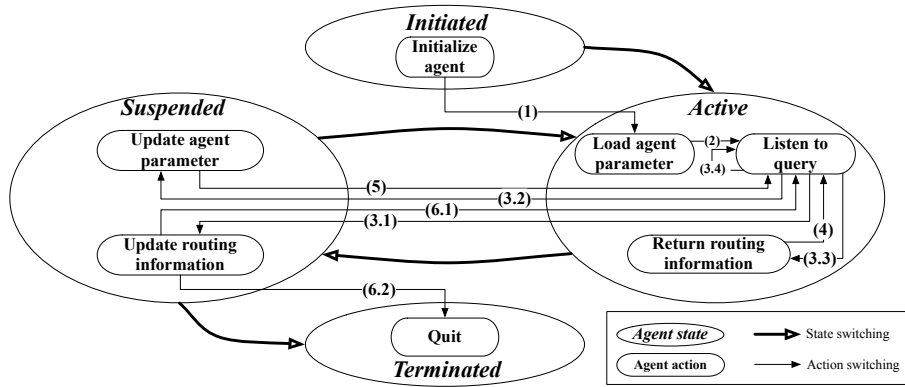 Initiated
Initialize
agent
Suspended
Active
(1)
Update agent
parameter
Load agent
parameter
(2)
Listen to
query
(3.4)
(5)
(3.2)
(6.1)
(3.1)
(4)
Update routing
information
Return routing
information
(3.3)
(6.2)
Quit
Terminated
Agent state
State switching
Agent action
Action switching